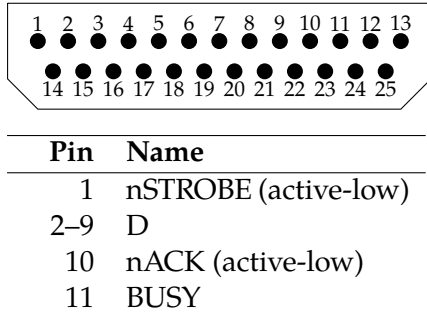 1 2 3 4 5 6 7 8 9 10 11 12 13
14 15 16 17 18 19 20 21 22 23 24 25
Pin Name
1 nSTROBE (active-low)
2–9 D
10 nACK (active-low)
11 BUSY